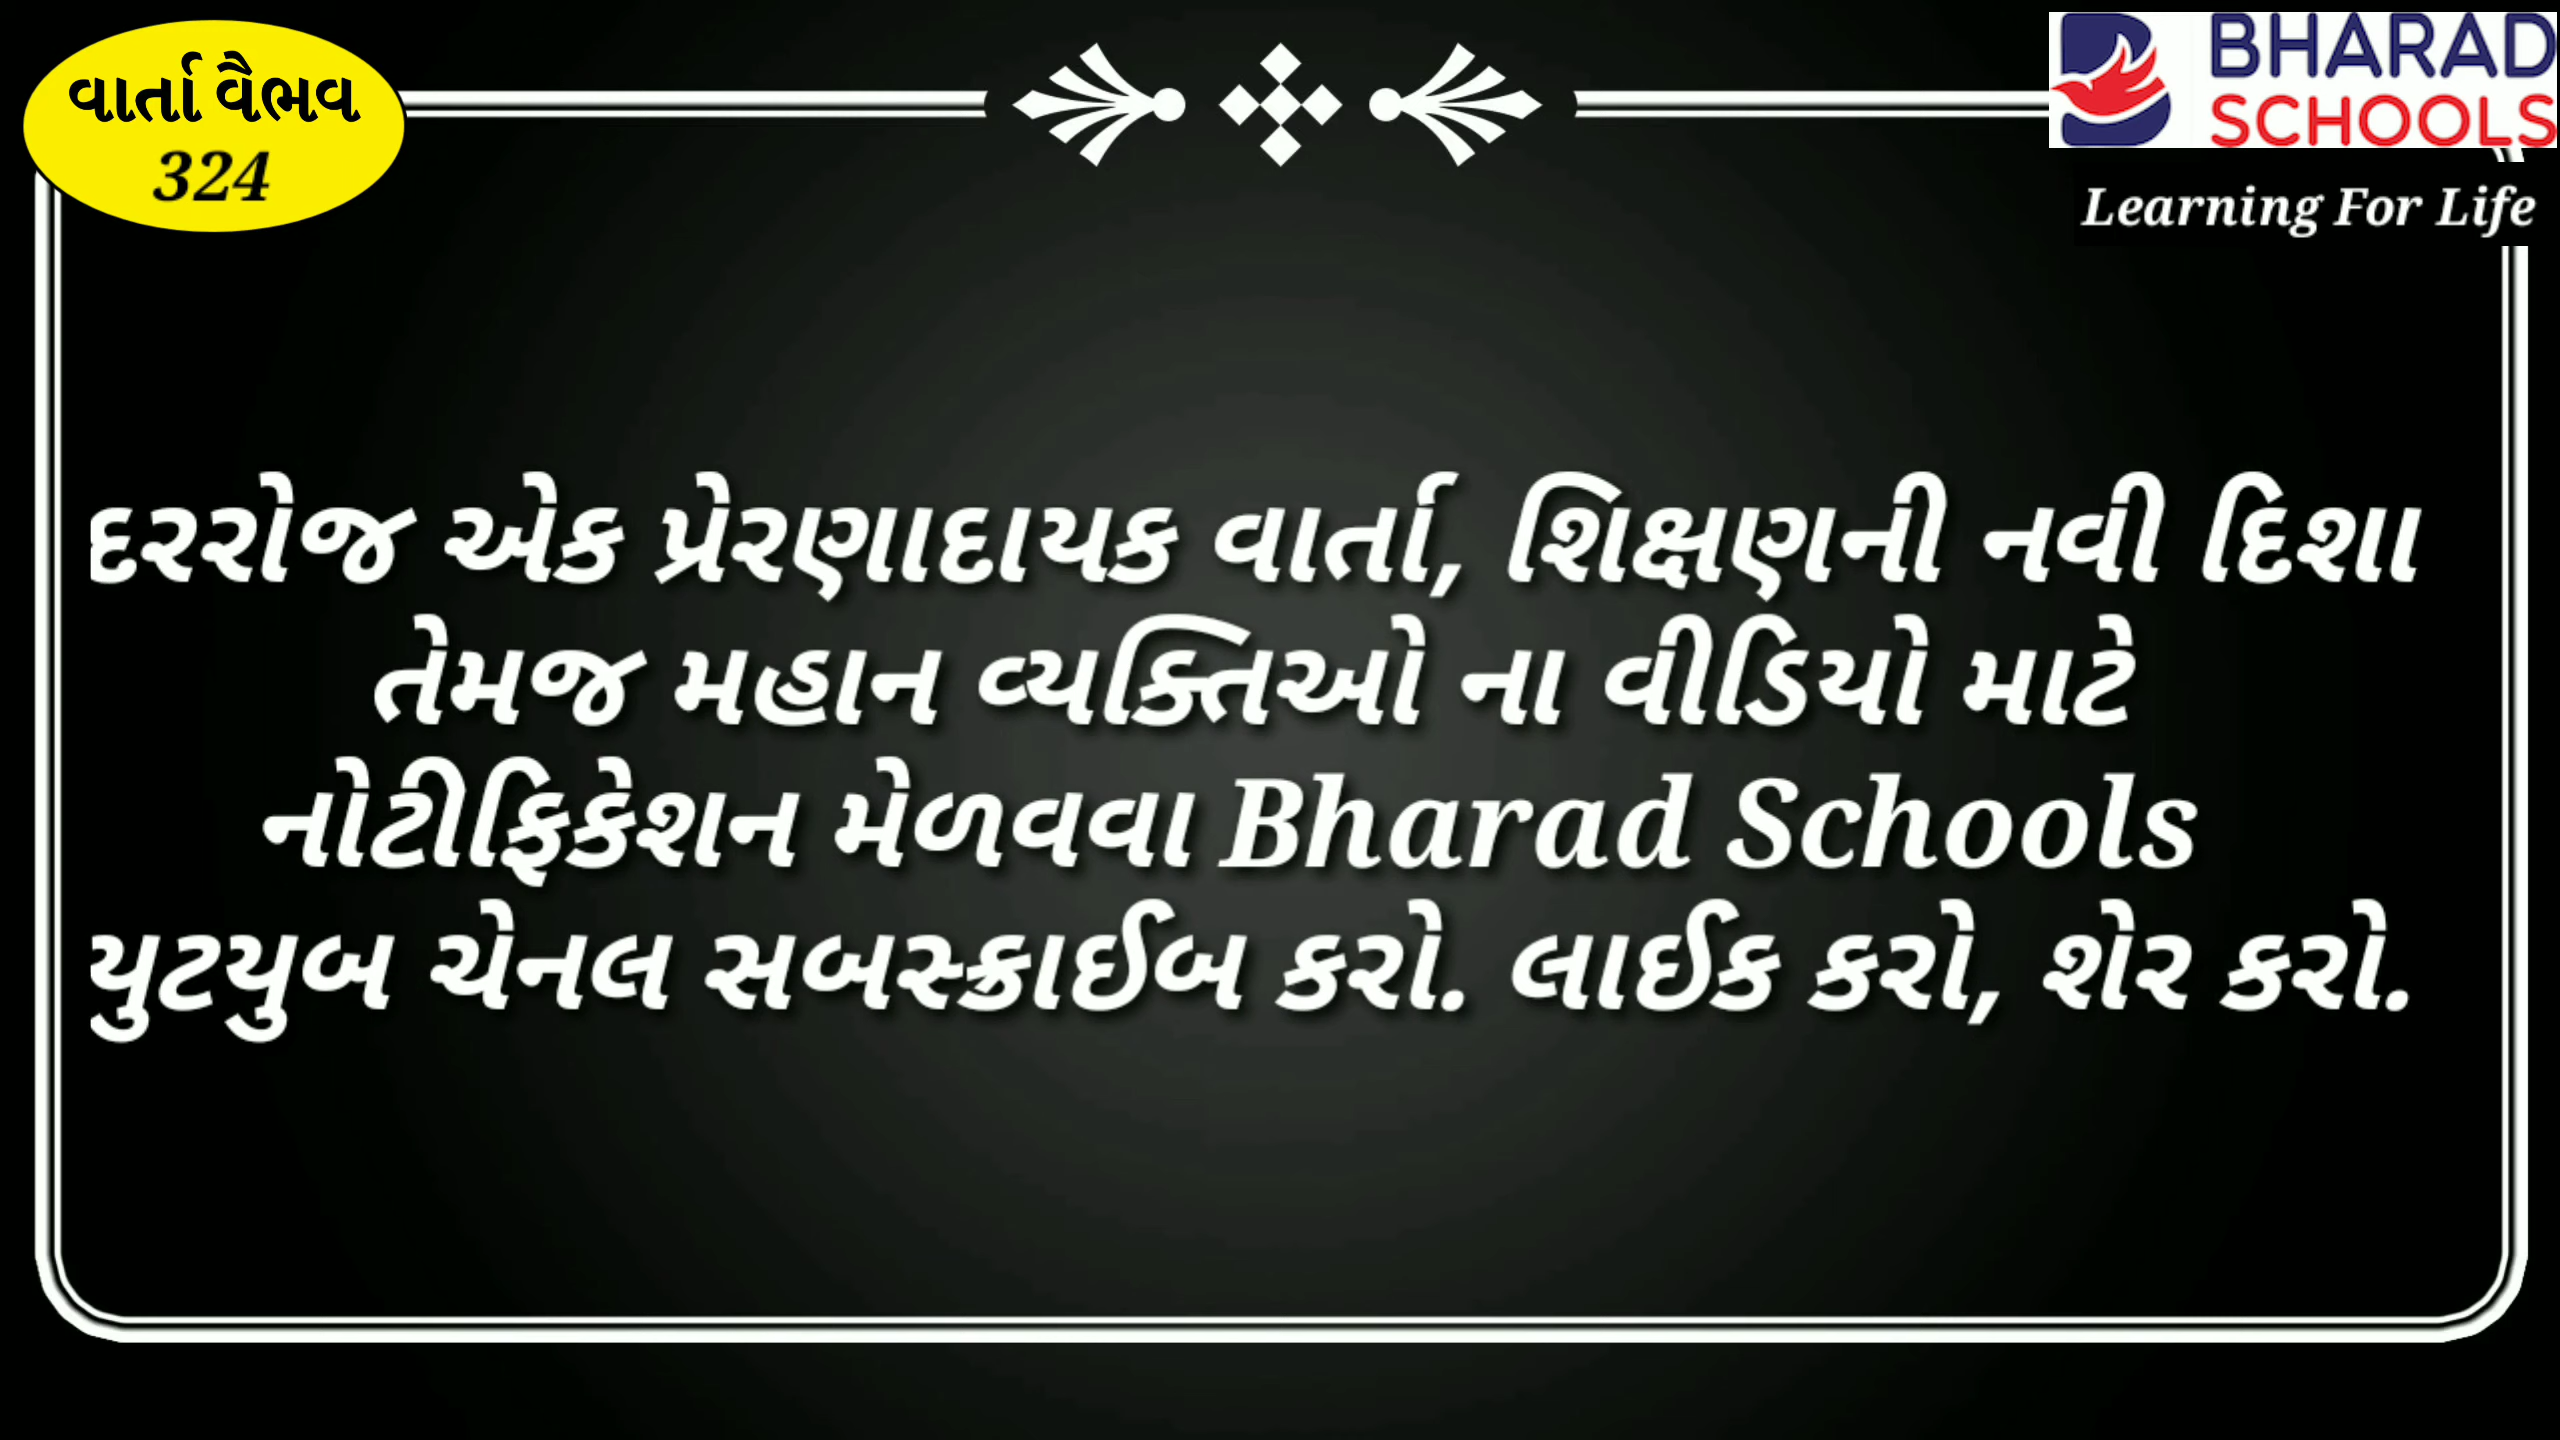 વાર્તા વૈભવ
324
BHARAD
SCHOOLS
Learning For Life
દરરોજ એક પ્રેરણાદાયક વાર્તા, શિક્ષણની નવી દિશા
તેમજ મહાન વ્યક્તિઓ ના વીડિયો માટે
નોટીફિકેશન મેળવવા Bharad Schools
યુટયુબ ચેનલ સબસ્ક્રાઈબ કરો. લાઈક કરો, શેર કરો.